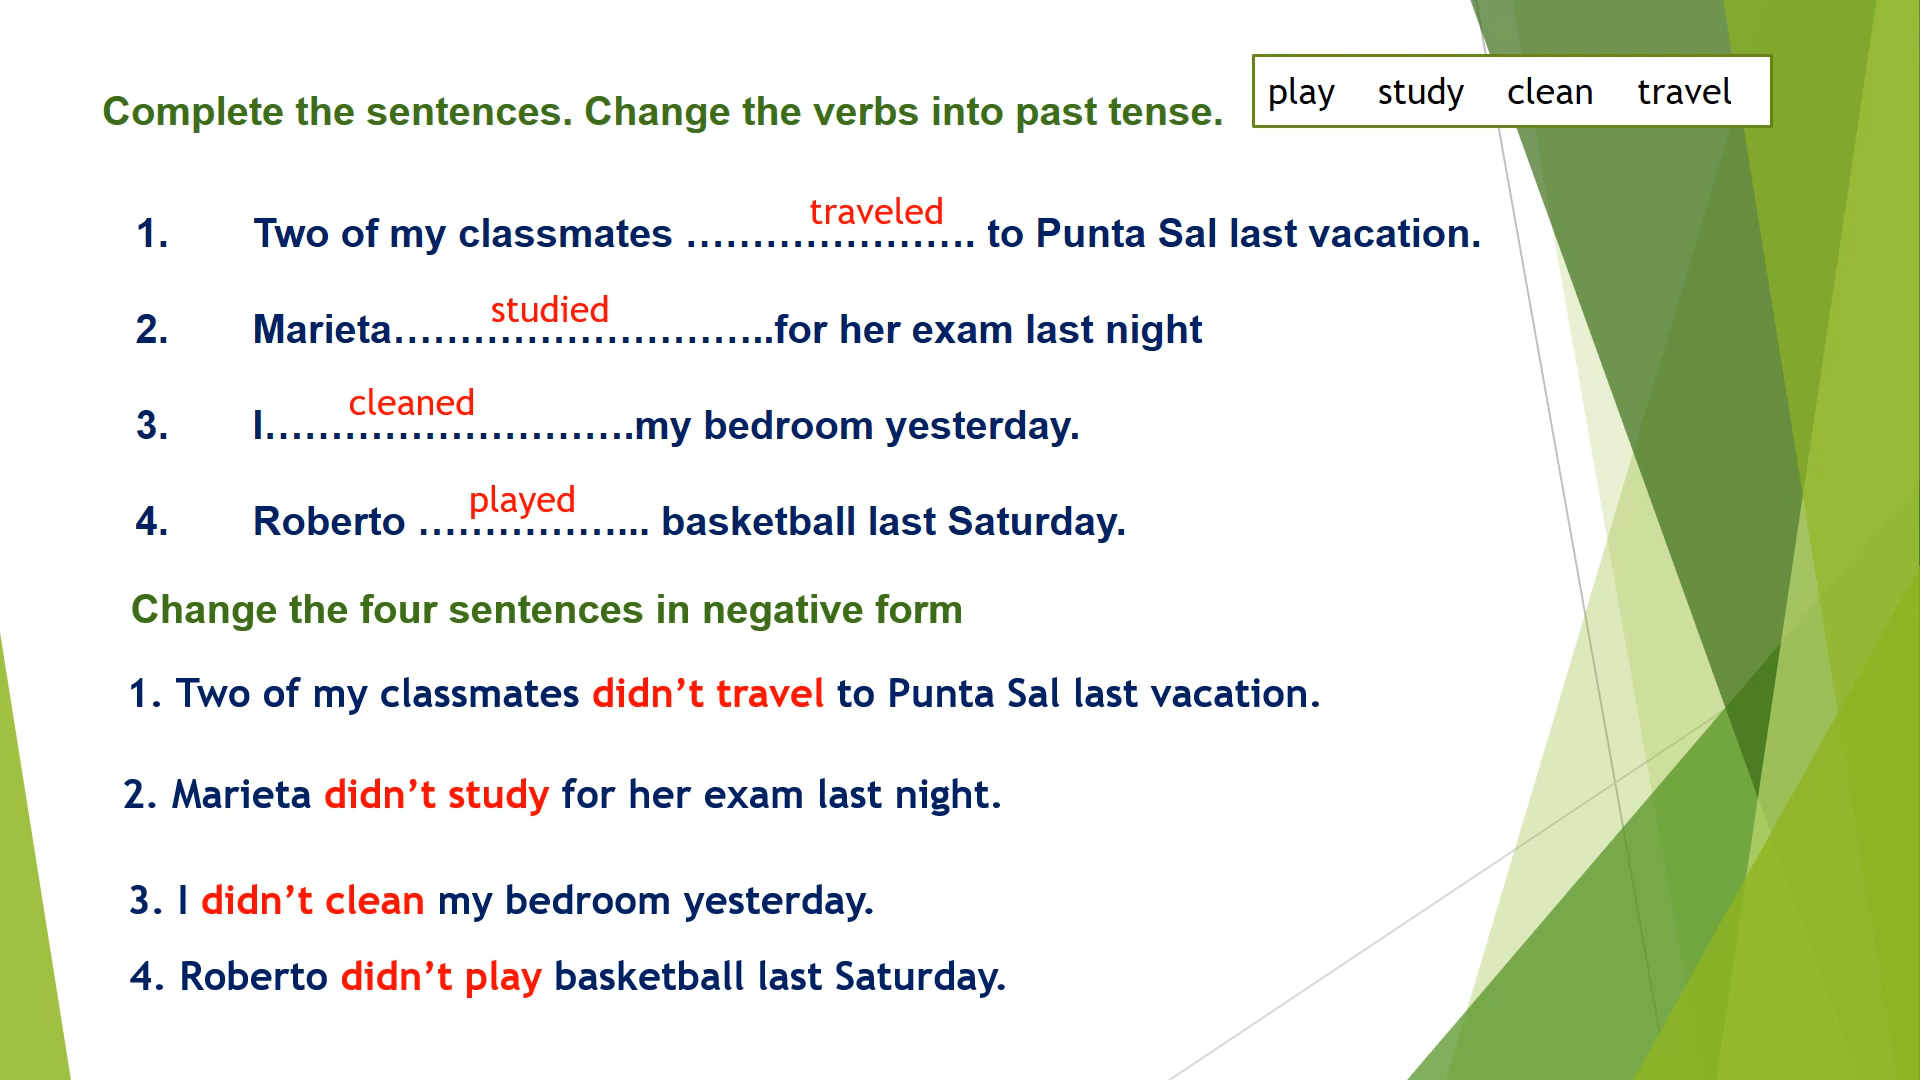 Complete the sentences. Change the verbs into past tense.
play study clean travel
traveled
1. Two of my classmates …………………. to Punta Sal last vacation.
studied
2. Marieta………………………..for her exam last night
cleaned
3. I……………………….my bedroom yesterday.
played
4. Roberto ……………... basketball last Saturday.
Change the four sentences in negative form
1. Two of my classmates didn’t travel to Punta Sal last vacation.
2. Marieta didn’t study for her exam last night.
3. I didn’t clean my bedroom yesterday.
4. Roberto didn’t play basketball last Saturday.